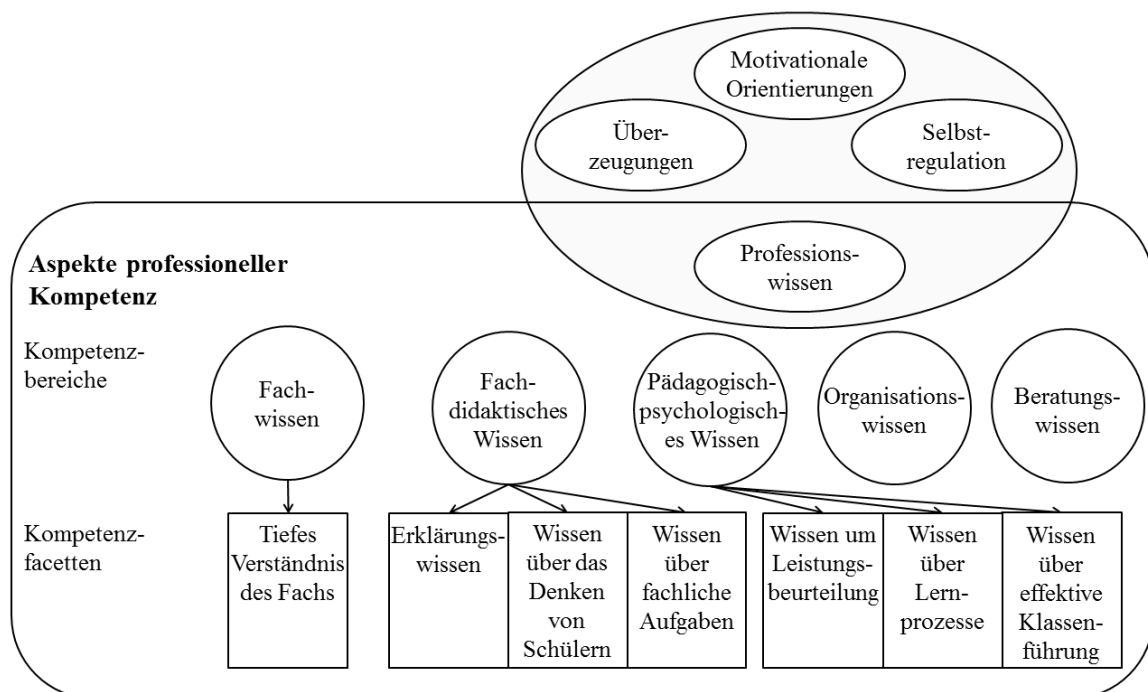 Motivationale
Orientierungen
Über-
zeugungen
Selbst-
regulation
Professions-
wissen
Aspekte professioneller
Kompetenz
Kompetenz-
bereiche
Fach-
wissen
Fach-
didaktisches
Wissen
Pädagogisch-
psychologisch-
es Wissen
Organisations-
wissen
Beratungs-
wissen
Kompetenz-
facetten
Tiefes
Verständnis
des Fachs
Erklärungs-
wissen
Wissen
über das
Denken
von
Schülern
Wissen
über
fachliche
Aufgaben
Wissen um
Leistungs-
beurteilung
Wissen
über
Lern-
prozesse
Wissen
über
effektive
Klassen-
führung